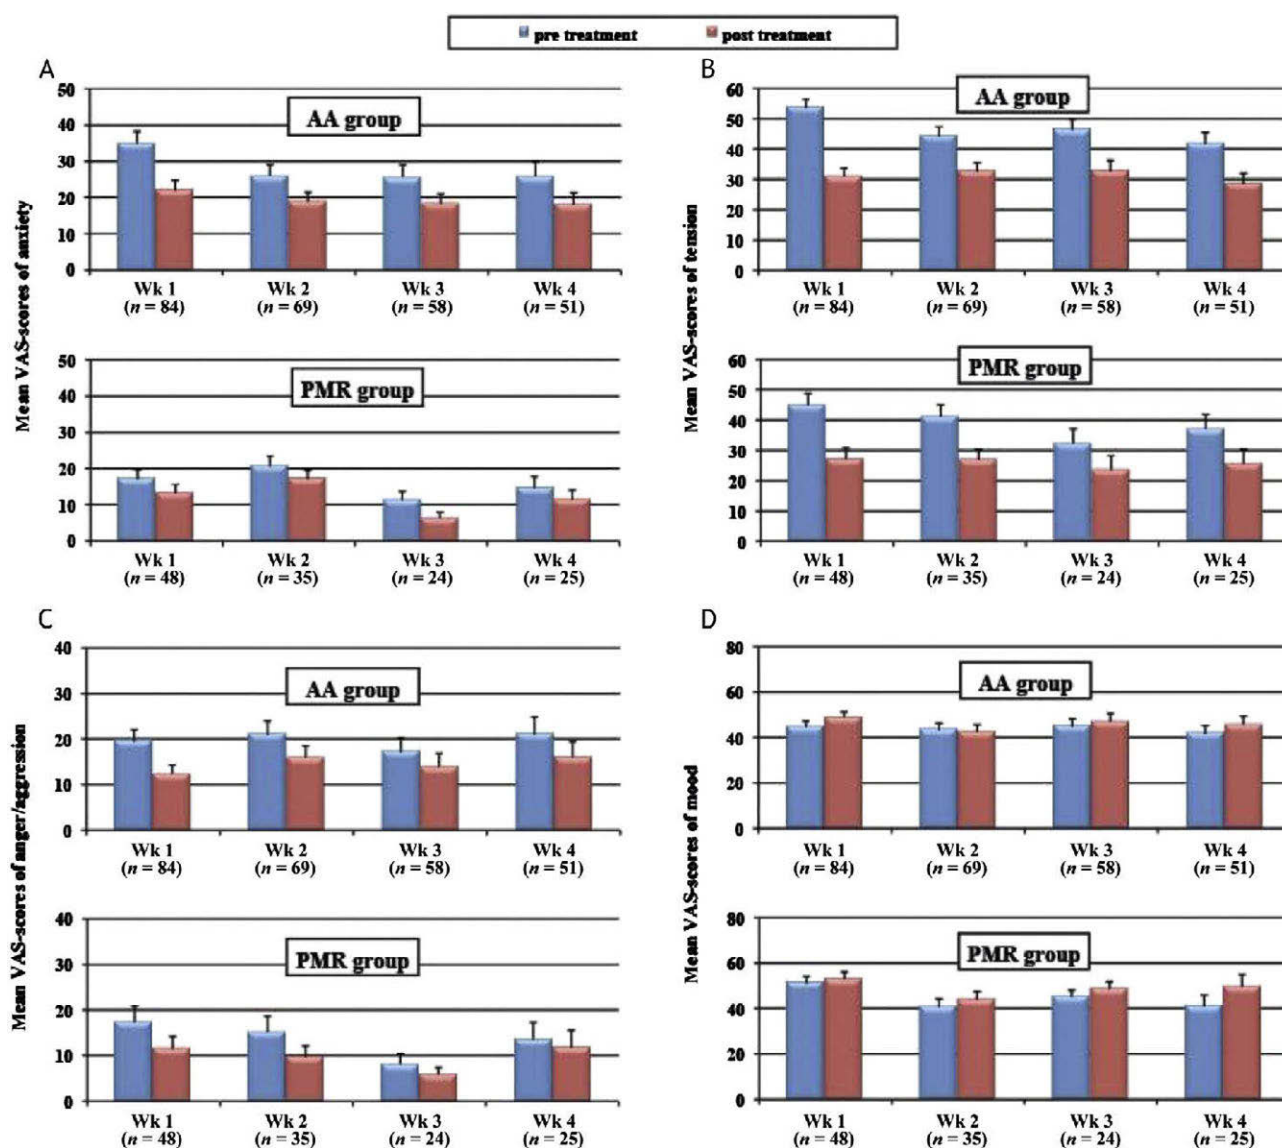 pre treatment post treatment
A
Mean VAS-scores of anxiety
AA group
50
40
30
20
10
0
Wk 1 Wk 2 Wk 3 Wk 4
(n = 84) (n = 69) (n = 58) (n = 51)
PMR group
50
40
30
20
10
0
Wk 1 Wk 2 Wk 3 Wk 4
(n = 48) (n = 35) (n = 24) (n = 25)
B
Mean VAS-scores of tension
AA group
60
50
40
30
20
10
0
Wk 1 Wk 2 Wk 3 Wk 4
(n = 84) (n = 69) (n = 58) (n = 51)
PMR group
60
50
40
30
20
10
0
Wk 1 Wk 2 Wk 3 Wk 4
(n = 48) (n = 35) (n = 24) (n = 25)
C
Mean VAS-scores of anger/aggression
AA group
40
30
20
10
0
Wk 1 Wk 2 Wk 3 Wk 4
(n = 84) (n = 69) (n = 58) (n = 51)
PMR group
40
30
20
10
0
Wk 1 Wk 2 Wk 3 Wk 4
(n = 48) (n = 35) (n = 24) (n = 25)
D
Mean VAS-scores of mood
AA group
80
60
40
20
0
Wk 1 Wk 2 Wk 3 Wk 4
(n = 84) (n = 69) (n = 58) (n = 51)
PMR group
80
60
40
20
0
Wk 1 Wk 2 Wk 3 Wk 4
(n = 48) (n = 35) (n = 24) (n = 25)